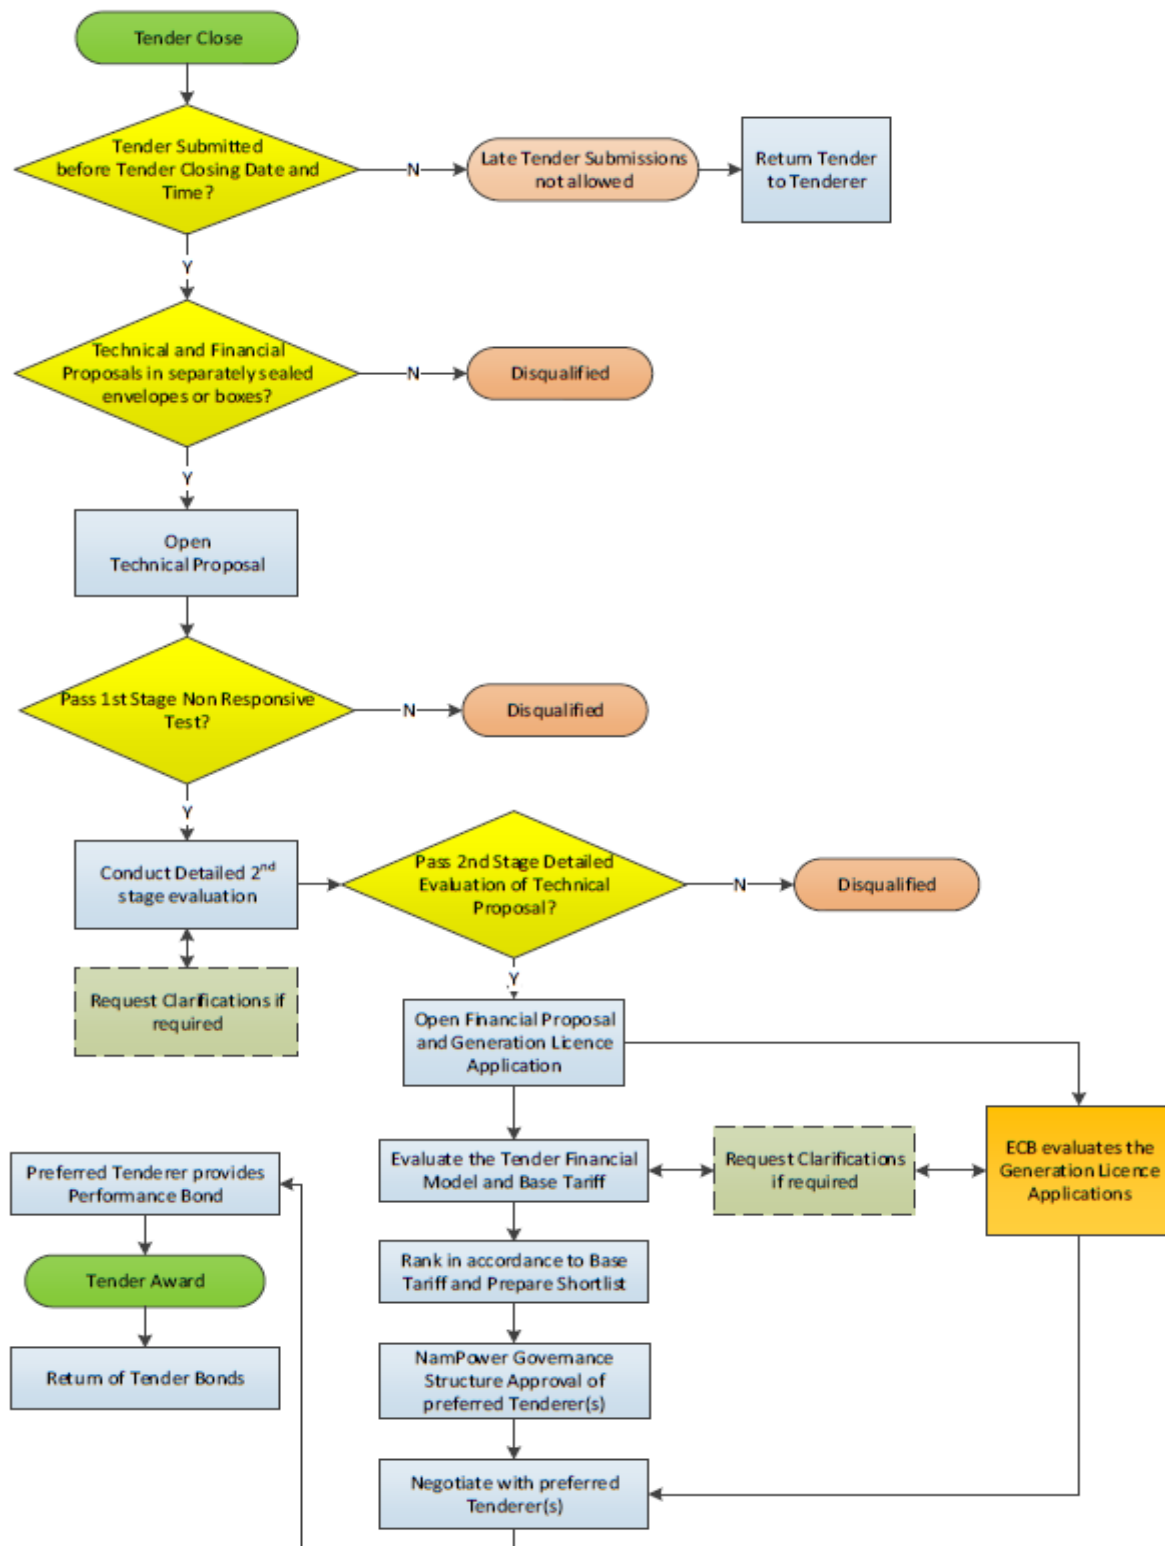 Tender Close
Tender Submitted
before Tender Closing Date and
Time?
N
Late Tender Submissions
not allowed
Return Tender
to Tenderer
Y
Technical and Financial
Proposals in separately sealed
envelopes or boxes?
N
Disqualified
Y
Open
Technical Proposal
Pass 1st Stage Non Responsive
Test?
N
Disqualified
Y
Conduct Detailed 2nd
stage evaluation
Pass 2nd Stage Detailed
Evaluation of Technical
Proposal?
N
Disqualified
Request Clarifications if
required
Y
Open Financial Proposal
and Generation Licence
Application
Evaluate the Tender Financial
Model and Base Tariff
Request Clarifications
if required
ECB evaluates the
Generation Licence
Applications
Rank in accordance to Base
Tariff and Prepare Shortlist
NamPower Governance
Structure Approval of
preferred Tenderer(s)
Negotiate with preferred
Tenderer(s)
Preferred Tenderer provides
Performance Bond
Tender Award
Return of Tender Bonds